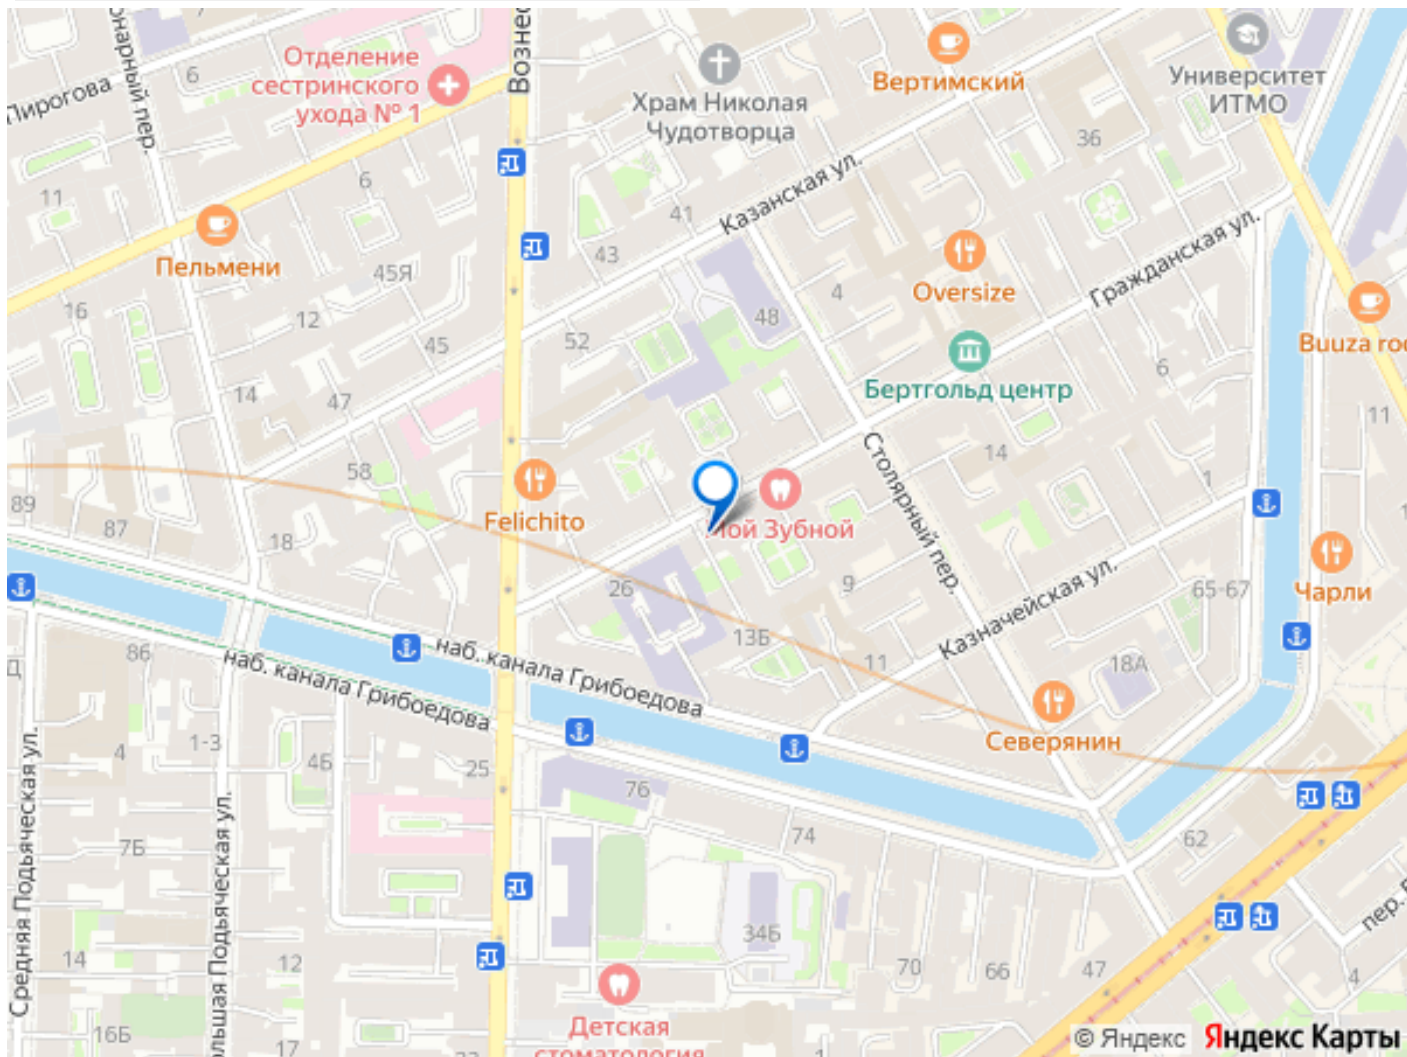 Пирогова
6
Отделение
сестринского
ухода № 1
Вознес
Храм Николая
Чудотворца
Вертимский
Университет
ИТМО
36
11
6
41
Казанская ул.
43
Гражданская ул.
Пельмени
45Я
Oversize
4
48
16
12
45
52
Бертгольд центр
6
Buuza
14
47
11
58
14
Столярный пер.
1
89
87
18
Felichito
Мой Зубной
Чарли
26
9
65-67
Казначейская ул.
13Б
11
18А
86
наб. канала Грибоедова
наб. канала Грибоедова
Северянин
4
1-3
4Б
25
76
Средняя Подьяческая ул.
74
62
7Б
34Б
пер.
14
12
70
66
47
4
16Б
17
Детская
стоматология
© Яндекс
Яндекс Карты